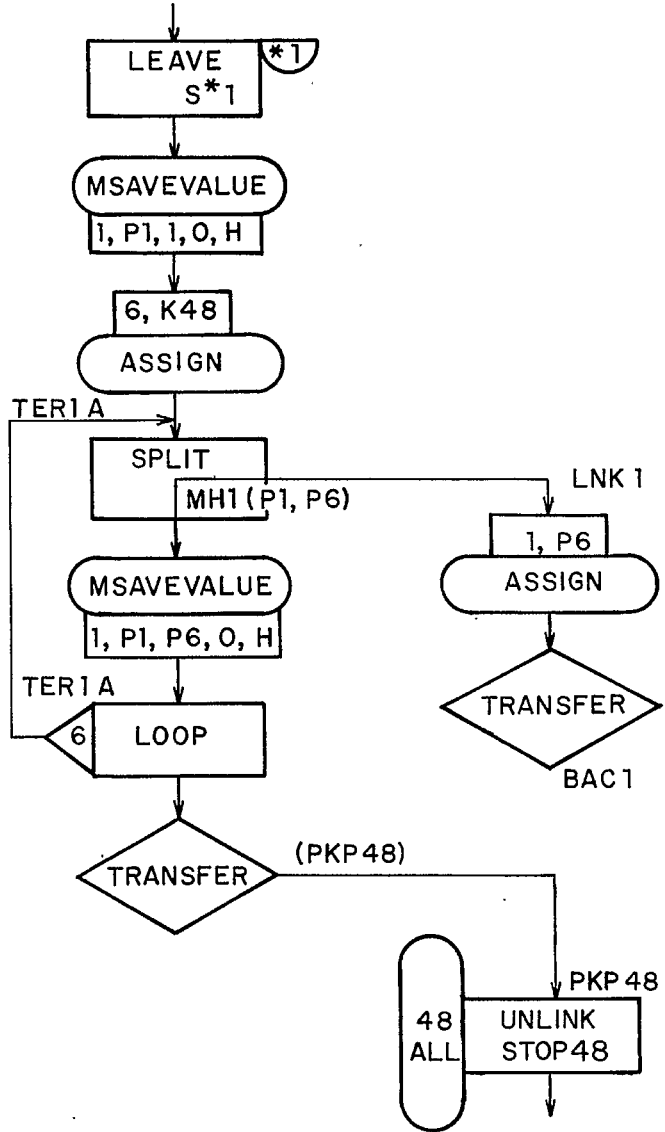 LEAVE
S*1
*1
MSAVEVALUE
1, P1, 1, 0, H
6, K48
ASSIGN
TER1A
SPLIT
MH1(P1, P6)
LNK1
1, P6
ASSIGN
MSAVEVALUE
1, P1, P6, 0, H
TER1A
6
LOOP
TRANSFER
BAC1
TRANSFER
(PKP48)
PKP48
48
ALL
UNLINK
STOP48